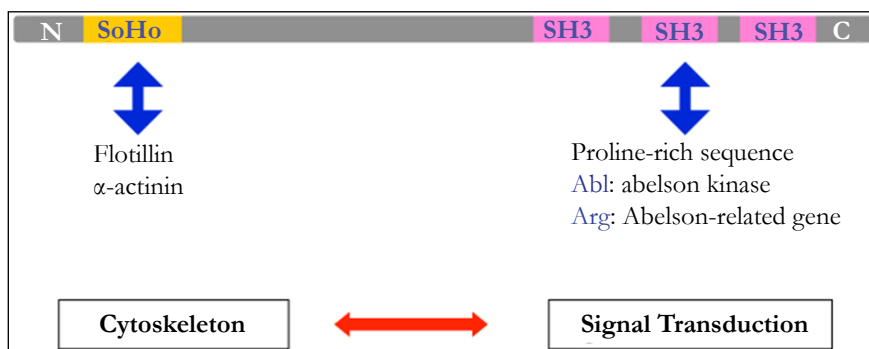 N SoHo SH3 SH3 SH3 C
Flotillin
α-actinin
Proline-rich sequence
Abl: abelson kinase
Arg: Abelson-related gene
Cytoskeleton
Signal Transduction